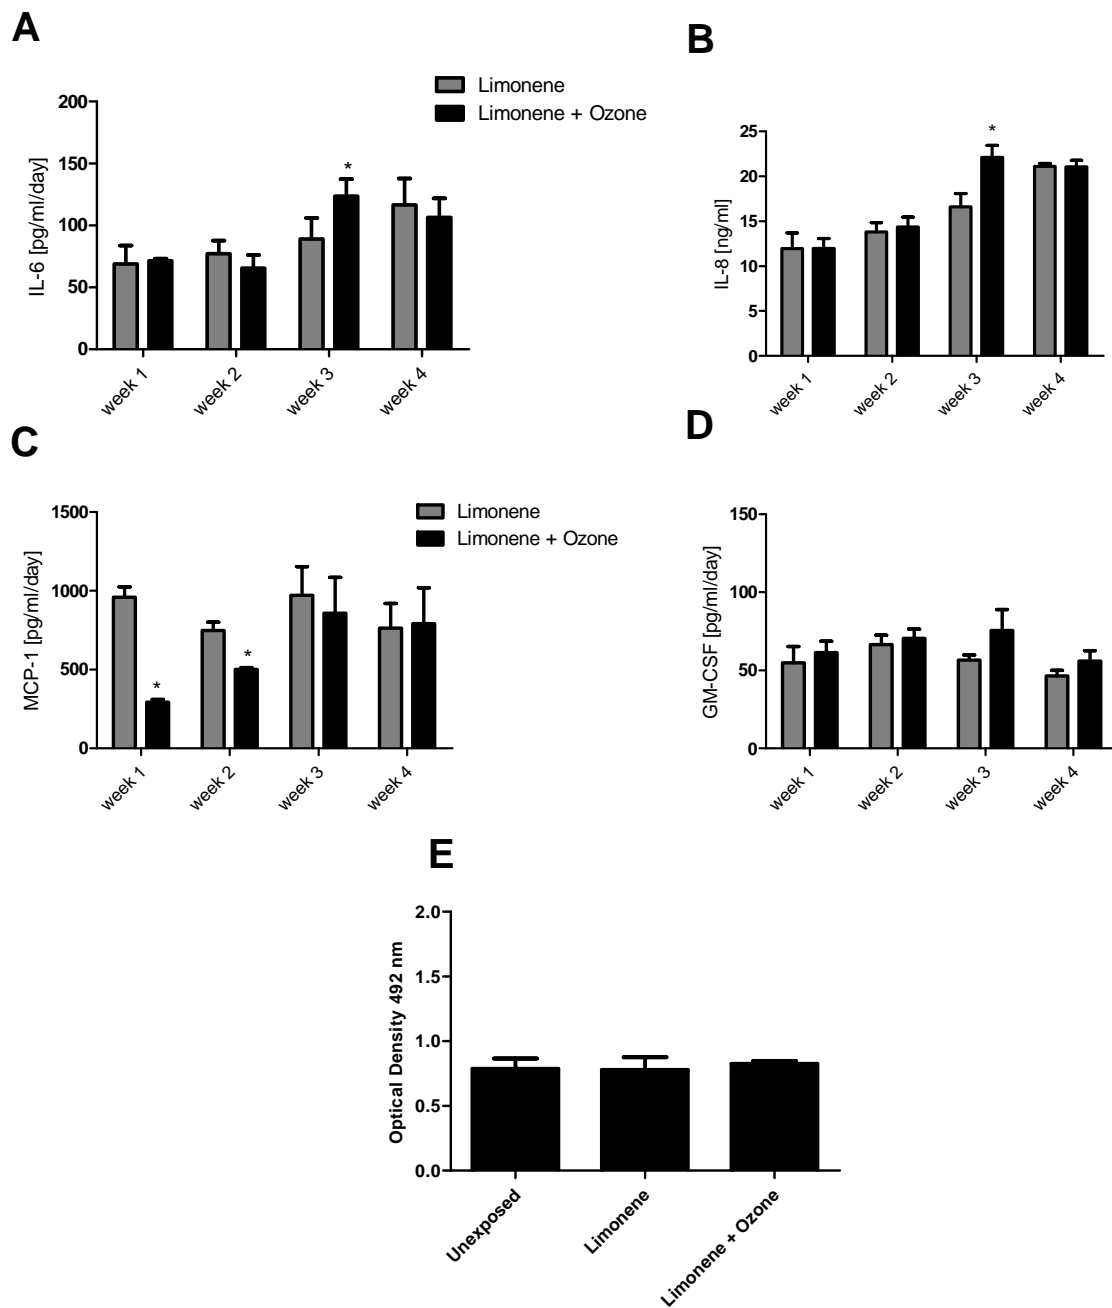 A
Limonene
Limonene + Ozone
IL-6 [pg/ml/day]
200
150
100
50
0
*
week 1
week 2
week 3
week 4
B
IL-8 [ng/ml]
25
20
15
10
5
0
*
week 1
week 2
week 3
week 4
C
Limonene
Limonene + Ozone
MCP-1 [pg/ml/day]
1500
1000
500
0
*
*
week 1
week 2
week 3
week 4
D
GM-CSF [pg/ml/day]
150
100
50
0
week 1
week 2
week 3
week 4
E
Optical Density 492 nm
2.0
1.5
1.0
0.5
0.0
Unexposed
Limonene
Limonene + Ozone